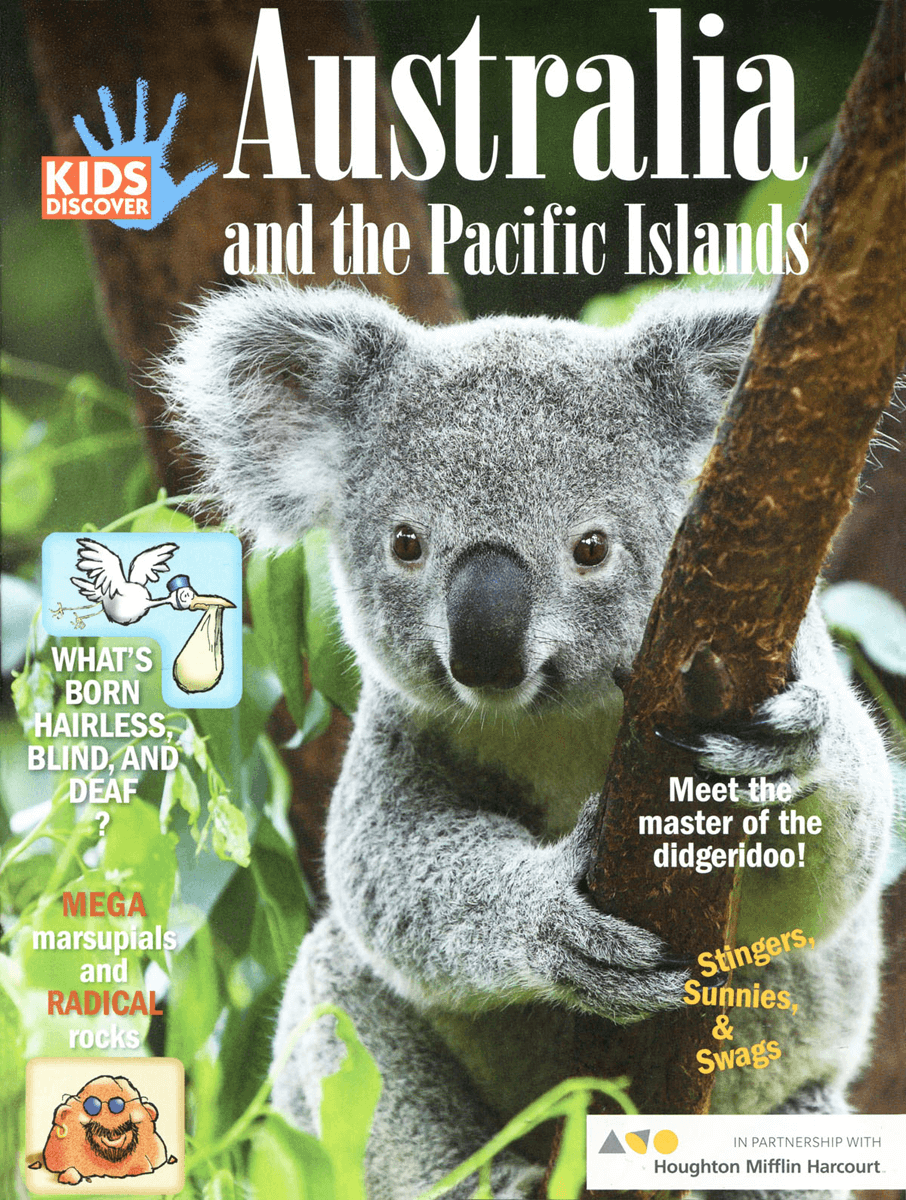 Australia
and the Pacific Islands
KIDS
DISCOVER
WHAT'S
BORN
HAIRLESS,
BLIND, AND
DEAF
?
MEGA
marsupials
and
RADICAL
rocks
Meet the
master of the
didgeridoo!
Stingers,
Sunnies,
&
Swags
IN PARTNERSHIP WITH
Houghton Mifflin Harcourt